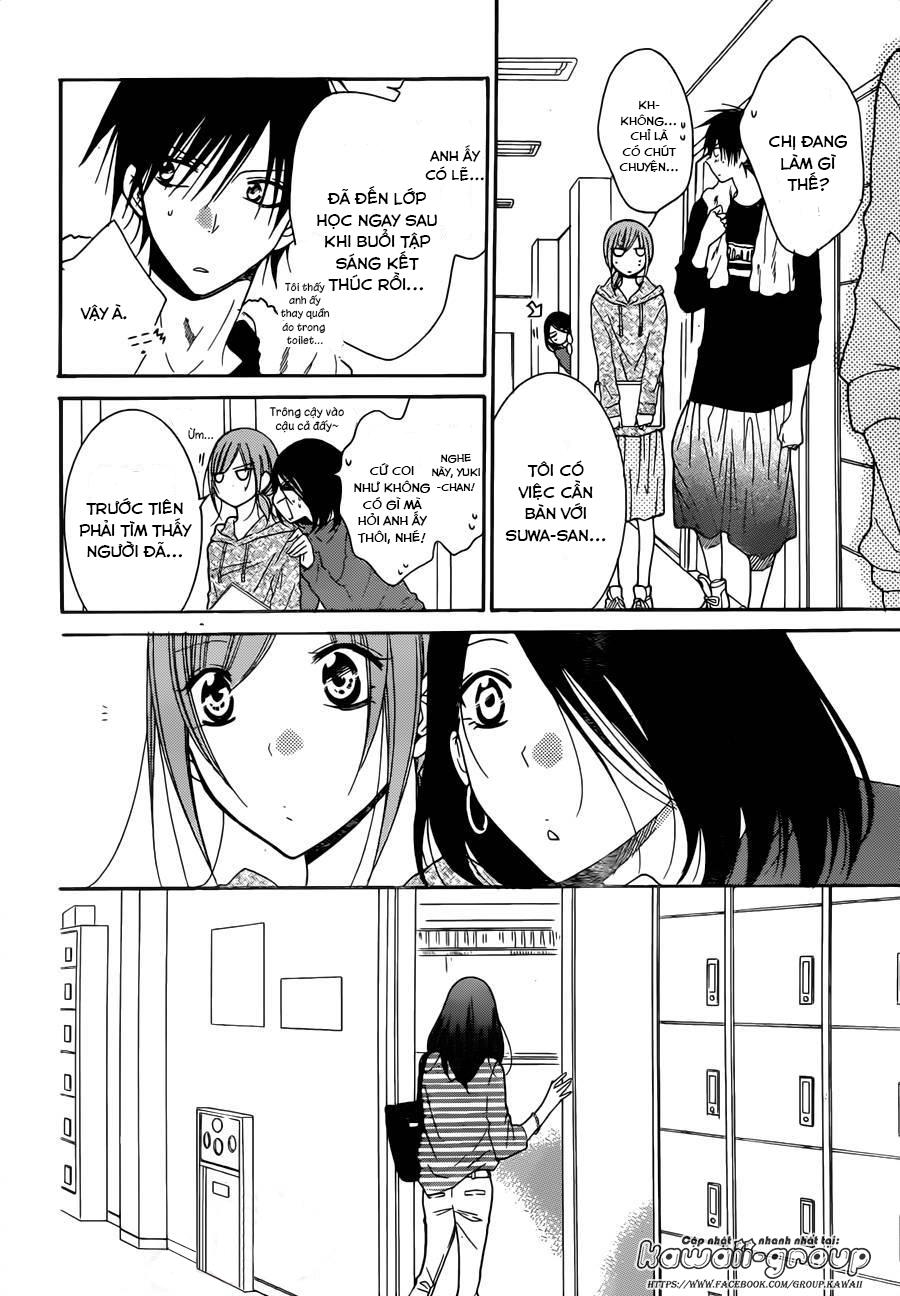 CHỊ ĐANG
LÀM GÌ
THẾ?
KH-
KHÔNG...
CHỈ LÀ
CÓ CHÚT
CHUYỆN...
TÔI CÓ
VIỆC CẦN
BÀN VỚI
SUWA-SAN...
ANH ẤY
CÓ LẼ...
ĐÃ ĐẾN LỚP
HỌC NGAY SAU
KHI BUỔI TẬP
SÁNG KẾT
THÚC RỒI...
Tôi thấy
anh ấy
thay quần
áo trong
toilet...
VẬY À.
NGHE
NÀY, YUKI
-CHAN!
CỨ COI
NHƯ KHÔNG
CÓ GÌ MÀ
HỎI ANH ẤY
THÔI, NHÉ!
Trông cậy vào
cậu cả đấy~
Ừm...
TRƯỚC TIÊN
PHẢI TÌM THẤY
NGƯỜI ĐÃ...
Cập nhật nhanh nhất tại:
kawaii-group
HTTPS://WWW.FACEBOOK.COM/GROUP.KAWAII